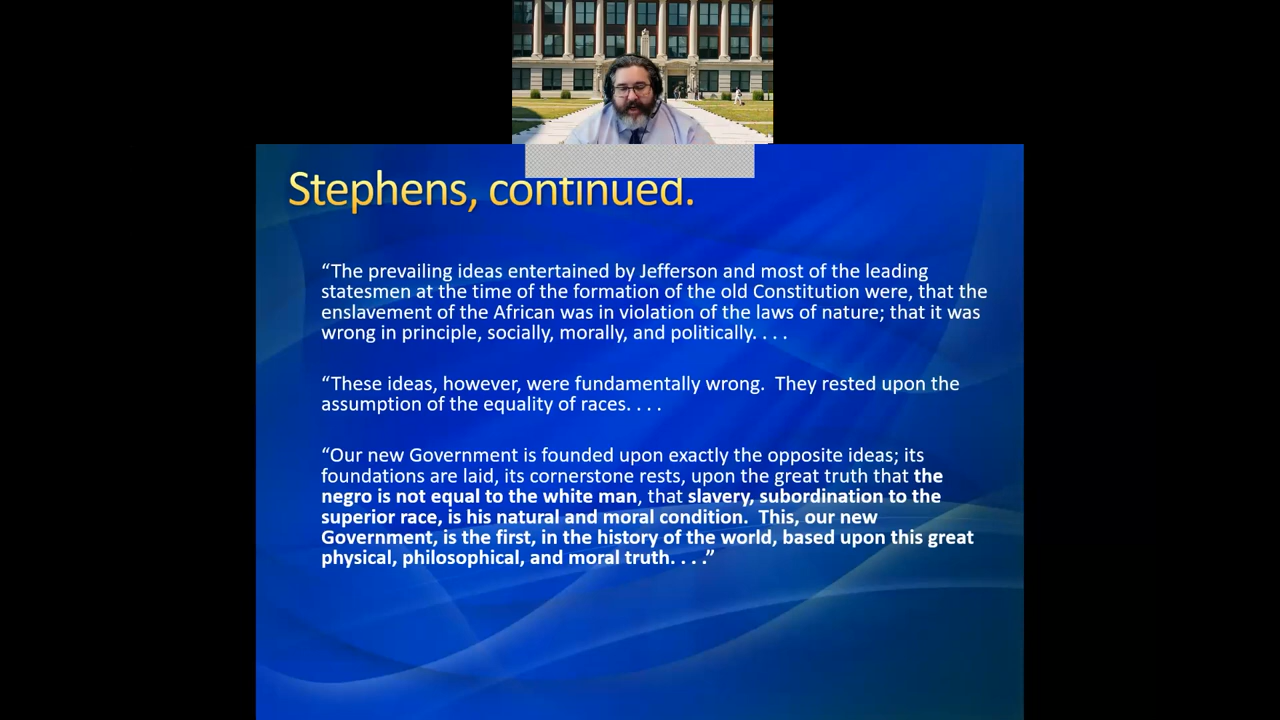 Stephens, continued.
“The prevailing ideas entertained by Jefferson and most of the leading
statesmen at the time of the formation of the old Constitution were, that the
enslavement of the African was in violation of the laws of nature; that it was
wrong in principle, socially, morally, and politically. . . .
“These ideas, however, were fundamentally wrong.  They rested upon the
assumption of the equality of races. . . .
“Our new Government is founded upon exactly the opposite ideas; its
foundations are laid, its cornerstone rests, upon the great truth that the
negro is not equal to the white man, that slavery, subordination to the
superior race, is his natural and moral condition.  This, our new
Government, is the first, in the history of the world, based upon this great
physical, philosophical, and moral truth. . . .”